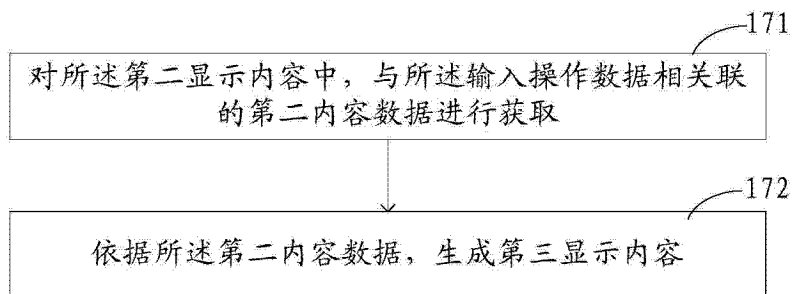 171
对所述第二显示内容中，与所述输入操作数据相关联
的第二内容数据进行获取
172
依据所述第二内容数据，生成第三显示内容